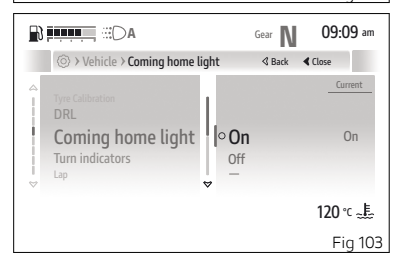 A Gear N 09:09 am
> Vehicle > Coming home light Back Close
Current
Tyre Calibration
DRL
Coming home light On On
Turn indicators Off
Lap —
120 °C
Fig 103